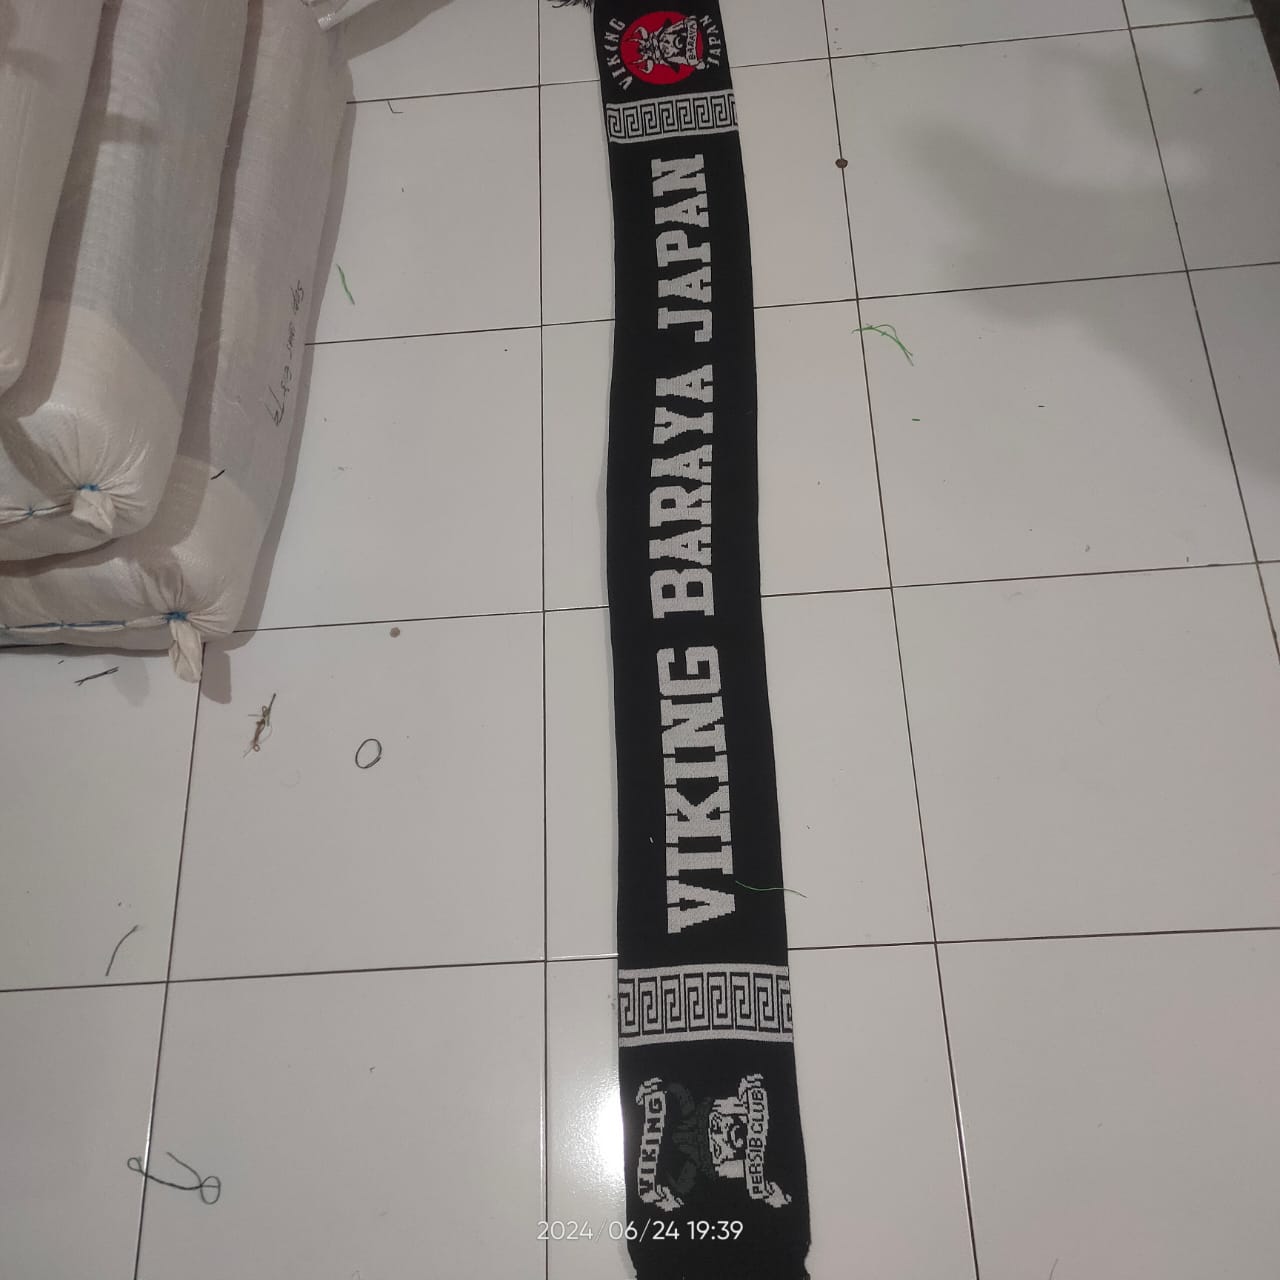 VIKING
BARAYA
JAPAN
VIKING BARAYA JAPAN
VIKING
PERSIB CLUB
2024/06/24 19:39